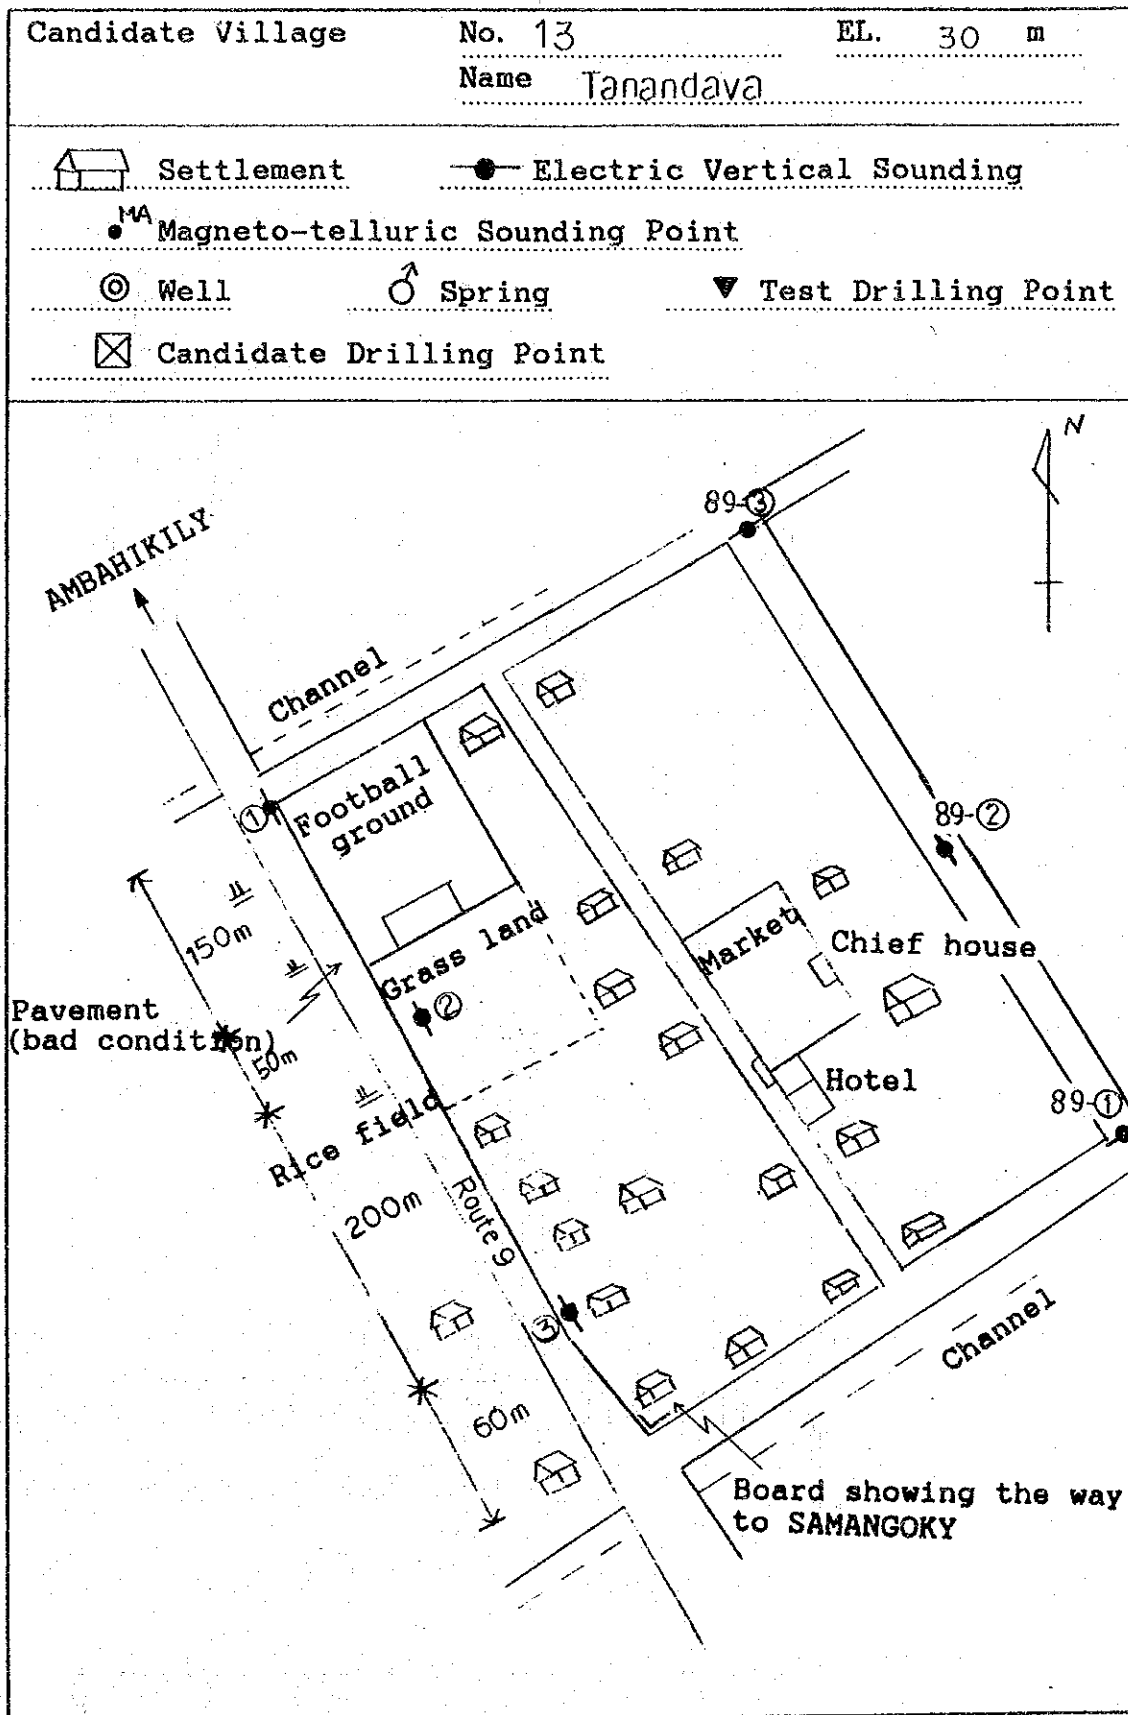 Candidate Village No. 13 EL. 30 m
Name Tanandava
Settlement Electric Vertical Sounding
MA Magneto-telluric Sounding Point
Well Spring Test Drilling Point
Candidate Drilling Point
N
89-③
AMBAHIKILY
Channel
Football
ground
①
89-②
150m
Grass land
Market
Chief house
②
Pavement
(bad condition)
50m
Hotel
89-①
Rice field
200m
Route 9
③
Channel
60m
Board showing the way
to SAMANGOKY